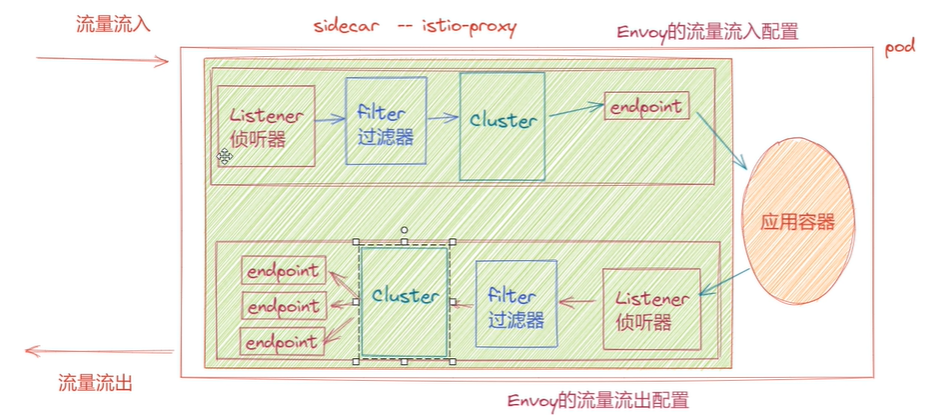 流量流入
sidecar -- istio-proxy
Envoy的流量流入配置
pod
Listener
侦听器
filter
过滤器
Cluster
endpoint
应用容器
endpoint
endpoint
endpoint
Cluster
filter
过滤器
Listener
侦听器
流量流出
Envoy的流量流出配置